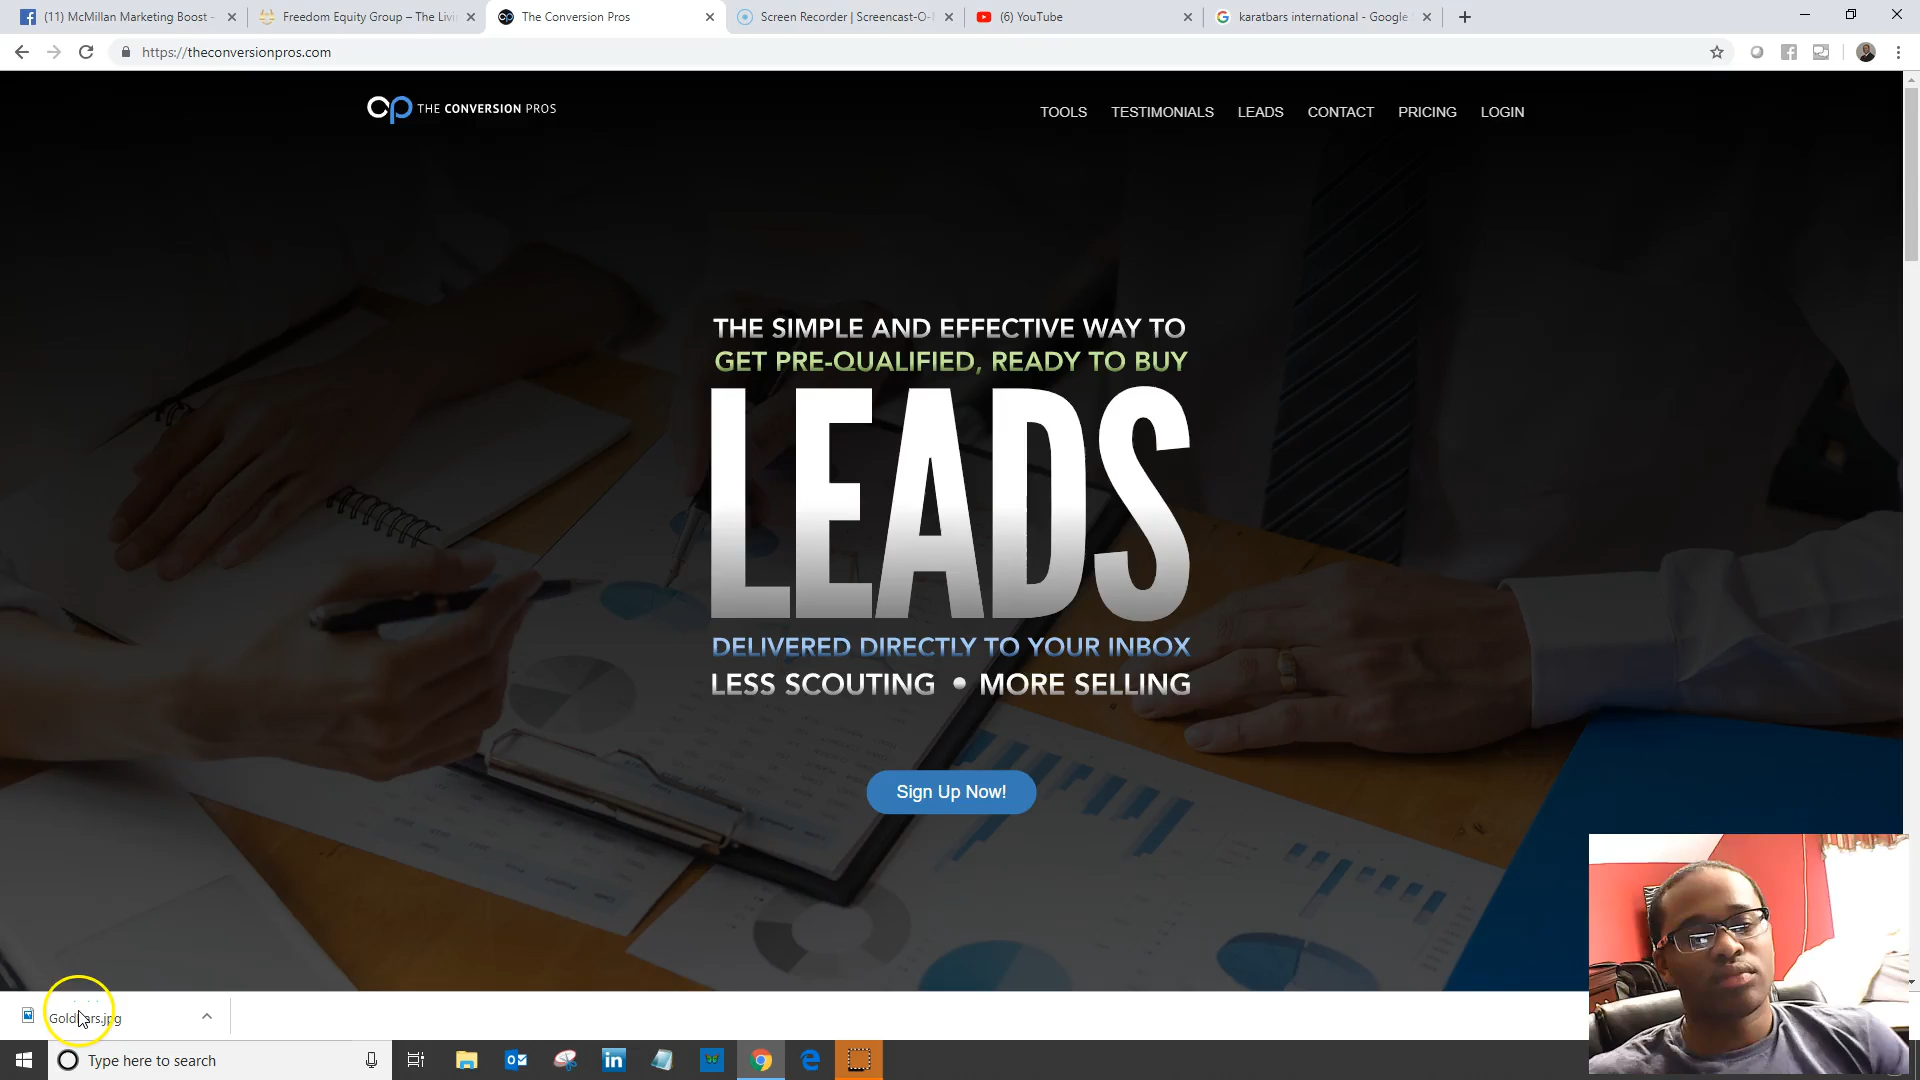 (11) McMillan Marketing Boost -
Freedom Equity Group – The Livi
The Conversion Pros
Screen Recorder | Screencast-O-
(6) YouTube
karatbars international - Google
https://theconversionpros.com
cp THE CONVERSION PROS
TOOLS
TESTIMONIALS
LEADS
CONTACT
PRICING
LOGIN
THE SIMPLE AND EFFECTIVE WAY TO
GET PRE-QUALIFIED, READY TO BUY
LEADS
DELIVERED DIRECTLY TO YOUR INBOX
LESS SCOUTING • MORE SELLING
Sign Up Now!
Type here to search